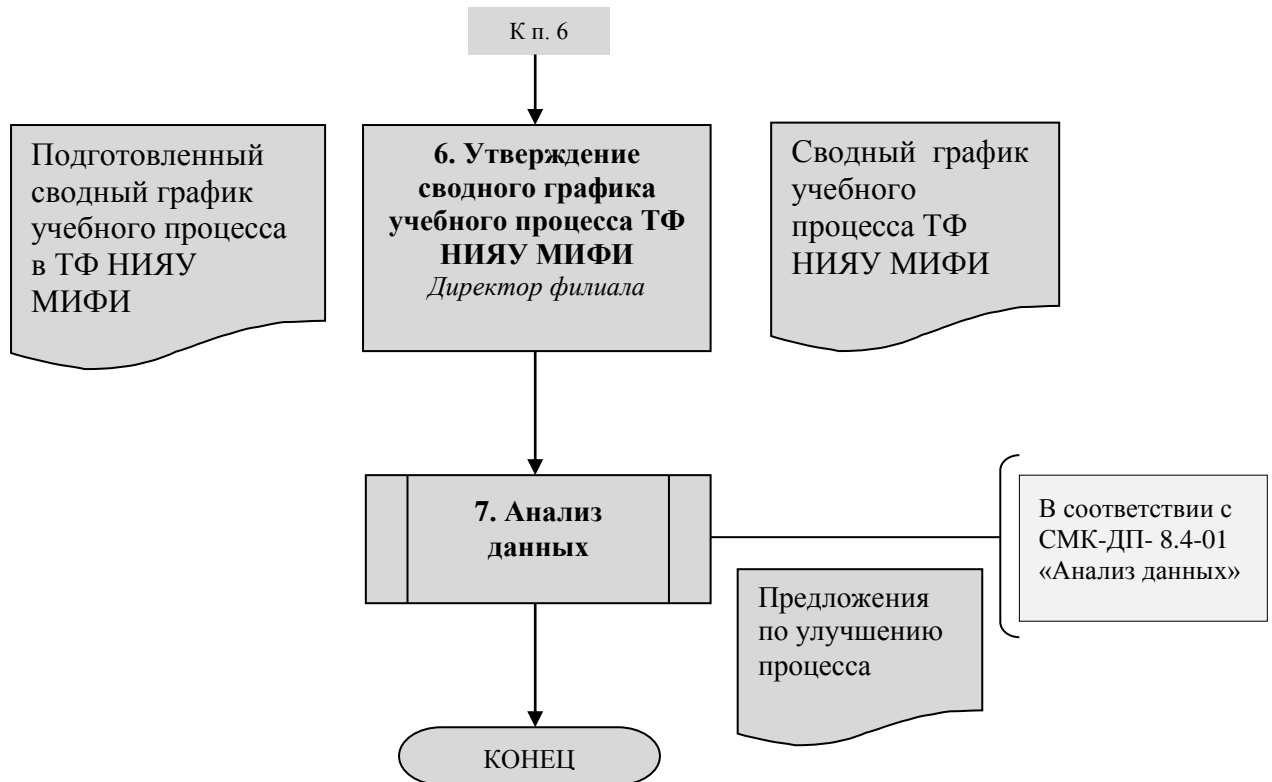 К п. 6
Подготовленный
сводный график
учебного процесса
в ТФ НИЯУ
МИФИ
6. Утверждение
сводного графика
учебного процесса ТФ
НИЯУ МИФИ
Директор филиала
Сводный график
учебного
процесса ТФ
НИЯУ МИФИ
7. Анализ
данных
В соответствии с
СМК-ДП- 8.4-01
«Анализ данных»
Предложения
по улучшению
процесса
КОНЕЦ